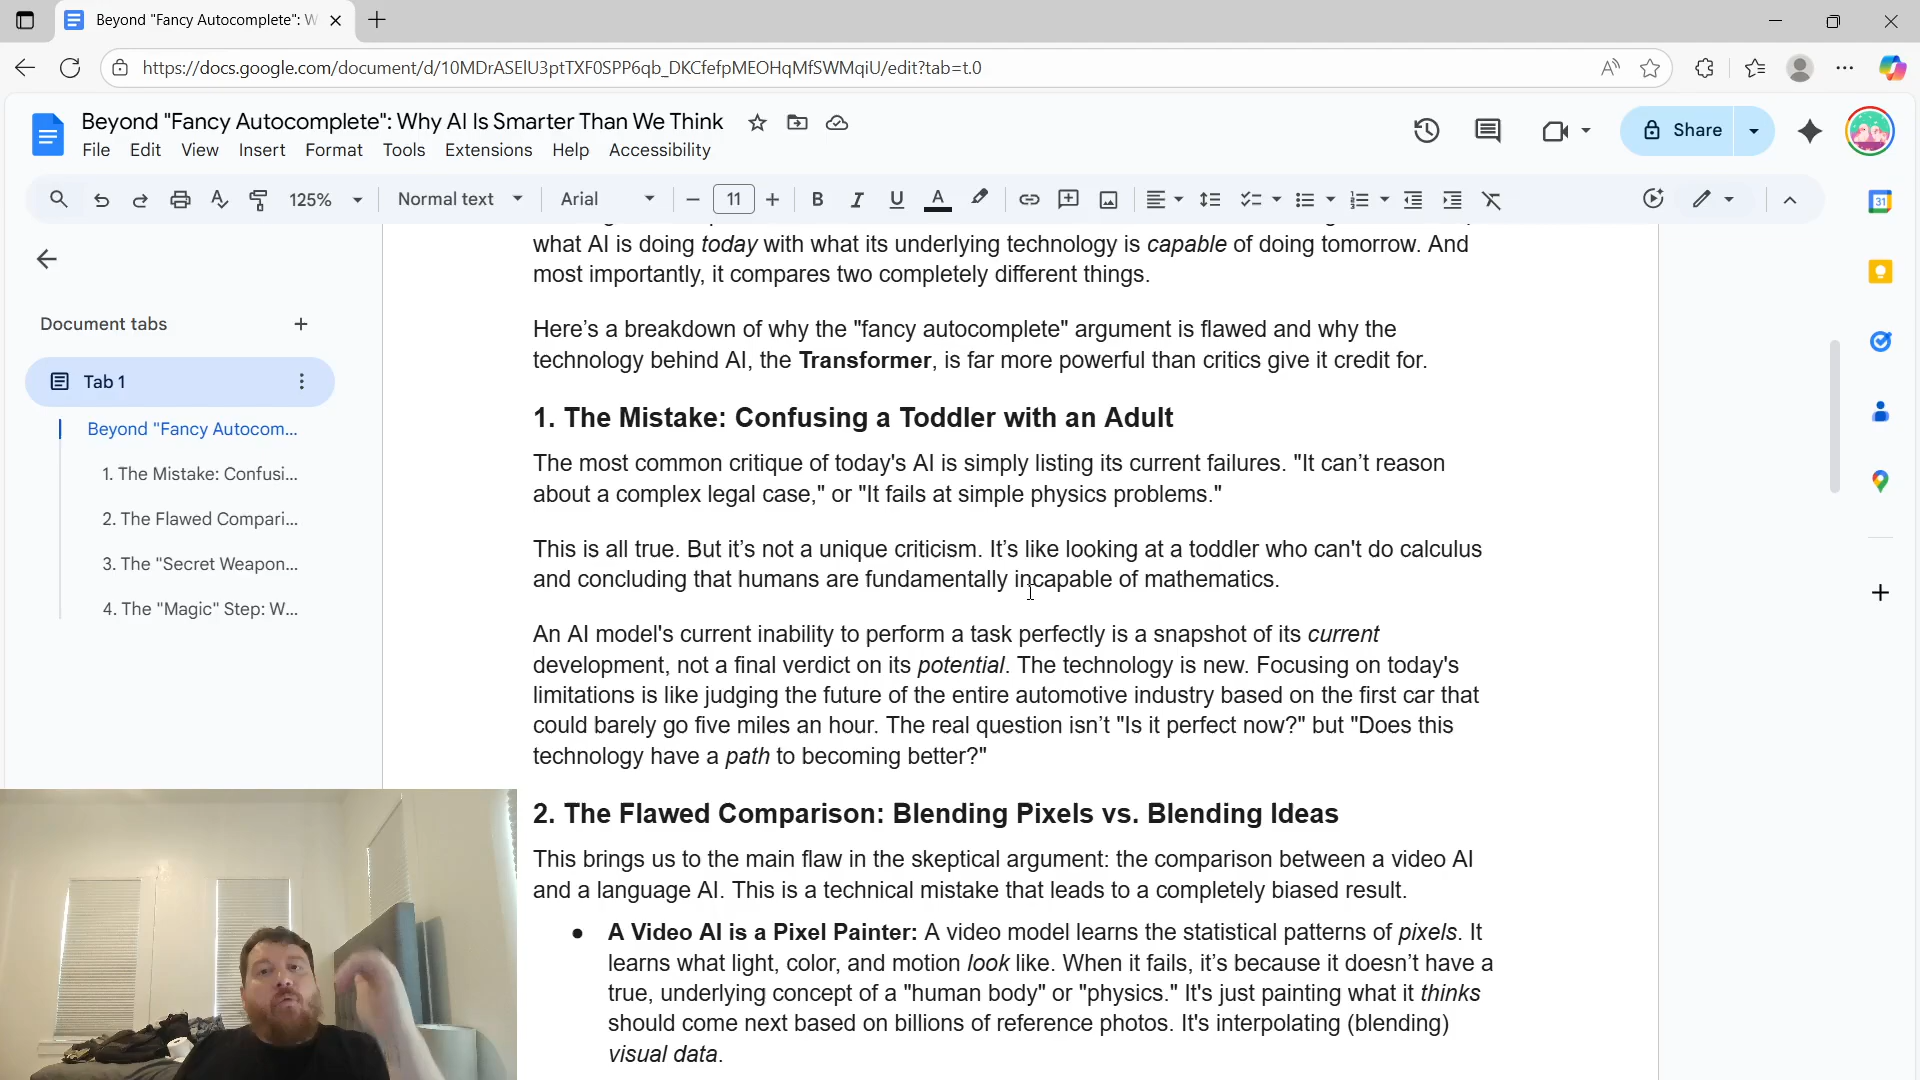 Beyond "Fancy Autocomplete": W
https://docs.google.com/document/d/10MDrASElU3ptTXF0SPP6qb_DKCfefpMEOHqMfSWMqiU/edit?tab=t.0
Beyond "Fancy Autocomplete": Why AI Is Smarter Than We Think
Share
File Edit View Insert Format Tools Extensions Help Accessibility
125% Normal text Arial 11 B I U A
31
Document tabs
Tab 1
Beyond "Fancy Autocom...
1. The Mistake: Confusi...
2. The Flawed Compari...
3. The "Secret Weapon...
4. The "Magic" Step: W...
what AI is doing today with what its underlying technology is capable of doing tomorrow. And
most importantly, it compares two completely different things.
Here's a breakdown of why the "fancy autocomplete" argument is flawed and why the
technology behind AI, the Transformer, is far more powerful than critics give it credit for.
1. The Mistake: Confusing a Toddler with an Adult
The most common critique of today's AI is simply listing its current failures. "It can't reason
about a complex legal case," or "It fails at simple physics problems."
This is all true. But it's not a unique criticism. It's like looking at a toddler who can't do calculus
and concluding that humans are fundamentally incapable of mathematics.
An AI model's current inability to perform a task perfectly is a snapshot of its current
development, not a final verdict on its potential. The technology is new. Focusing on today's
limitations is like judging the future of the entire automotive industry based on the first car that
could barely go five miles an hour. The real question isn't "Is it perfect now?" but "Does this
technology have a path to becoming better?"
2. The Flawed Comparison: Blending Pixels vs. Blending Ideas
This brings us to the main flaw in the skeptical argument: the comparison between a video AI
and a language AI. This is a technical mistake that leads to a completely biased result.
● A Video AI is a Pixel Painter: A video model learns the statistical patterns of pixels. It
learns what light, color, and motion look like. When it fails, it's because it doesn't have a
true, underlying concept of a "human body" or "physics." It's just painting what it thinks
should come next based on billions of reference photos. It's interpolating (blending)
visual data.